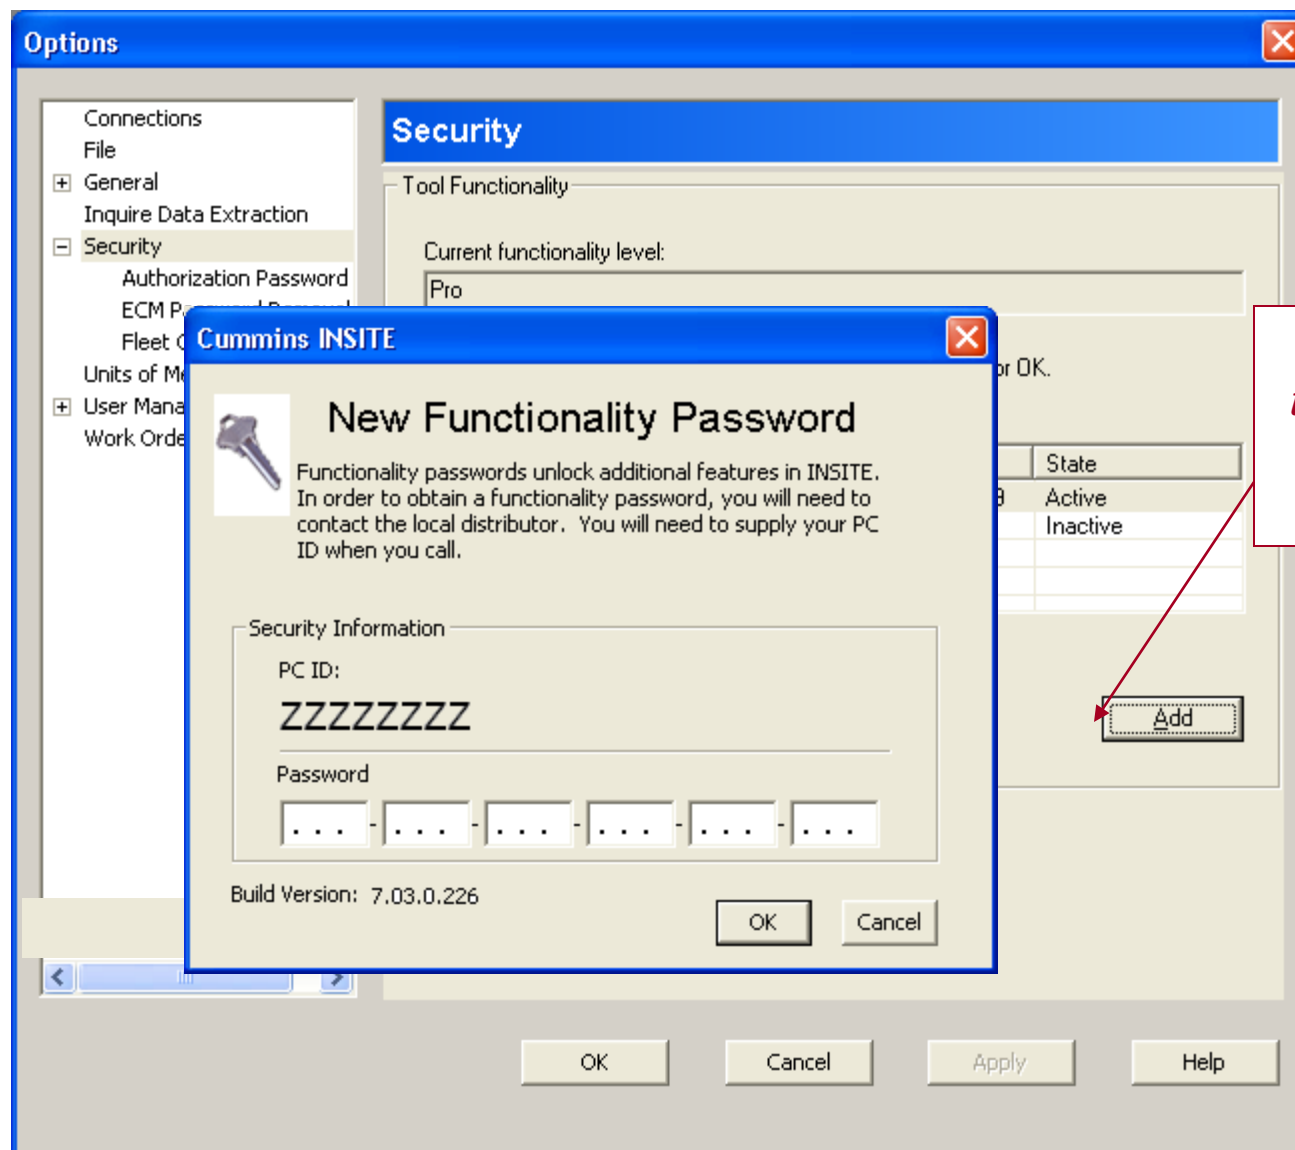 Options
Connections
File
General
Inquire Data Extraction
Security
Authorization Password
ECM
Fleet
Units of
Work
Security
Tool Functionality
Current functionality level:
Pro
or OK.
State
Active
Inactive
Add
Cummins INSITE
New Functionality Password
Functionality passwords unlock additional features in INSITE.
In order to obtain a functionality password, you will need to
contact the local distributor. You will need to supply your PC
ID when you call.
Security Information
PC ID:
ZZZZZZZZ
Password
. . . - . . . - . . . - . . . - . . . - . . .
Build Version: 7.03.0.226
OK Cancel
OK Cancel Apply Help